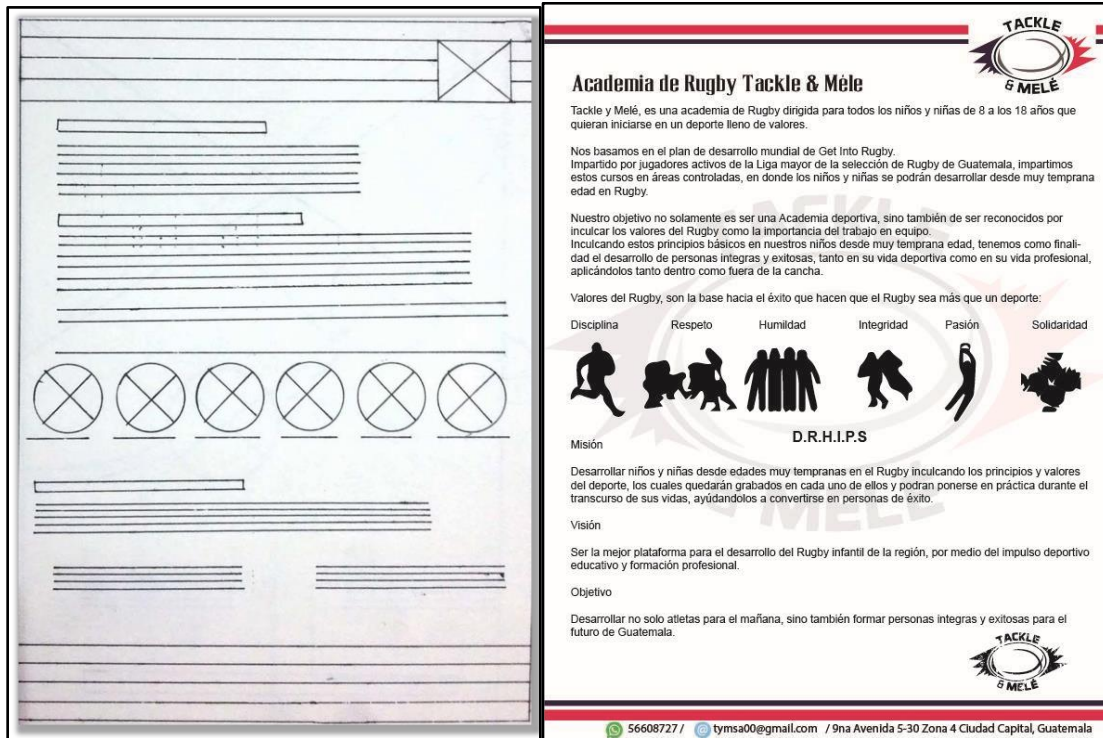 TACKLE
& MELÉ
Academia de Rugby Tackle & Méle
Tackle y Melé, es una academia de Rugby dirigida para todos los niños y niñas de 8 a los 18 años que
quieran iniciarse en un deporte lleno de valores.
Nos basamos en el plan de desarrollo mundial de Get Into Rugby.
Impartido por jugadores activos de la Liga mayor de la selección de Rugby de Guatemala, impartimos
estos cursos en áreas controladas, en donde los niños y niñas se podrán desarrollar desde muy temprana
edad en Rugby.
Nuestro objetivo no solamente es ser una Academia deportiva, sino también de ser reconocidos por
inculcar los valores del Rugby como la importancia del trabajo en equipo.
Inculcando estos principios básicos en nuestros niños desde muy temprana edad, tenemos como finali-
dad el desarrollo de personas integras y exitosas, tanto en su vida deportiva como en su vida profesional,
aplicándolos tanto dentro como fuera de la cancha.
Valores del Rugby, son la base hacia el éxito que hacen que el Rugby sea más que un deporte:
Disciplina Respeto Humildad Integridad Pasión Solidaridad
D.R.H.I.P.S
Misión
Desarrollar niños y niñas desde edades muy tempranas en el Rugby inculcando los principios y valores
del deporte, los cuales quedarán grabados en cada uno de ellos y podran ponerse en práctica durante el
transcurso de sus vidas, ayúdandolos a convertirse en personas de éxito.
Visión
Ser la mejor plataforma para el desarrollo del Rugby infantil de la región, por medio del impulso deportivo
educativo y formación profesional.
Objetivo
Desarrollar no solo atletas para el mañana, sino también formar personas integras y exitosas para el
futuro de Guatemala.
TACKLE
& MELÉ
TACKLE
& MELÉ
56608727 / @ tymsa00@gmail.com / 9na Avenida 5-30 Zona 4 Ciudad Capital, Guatemala